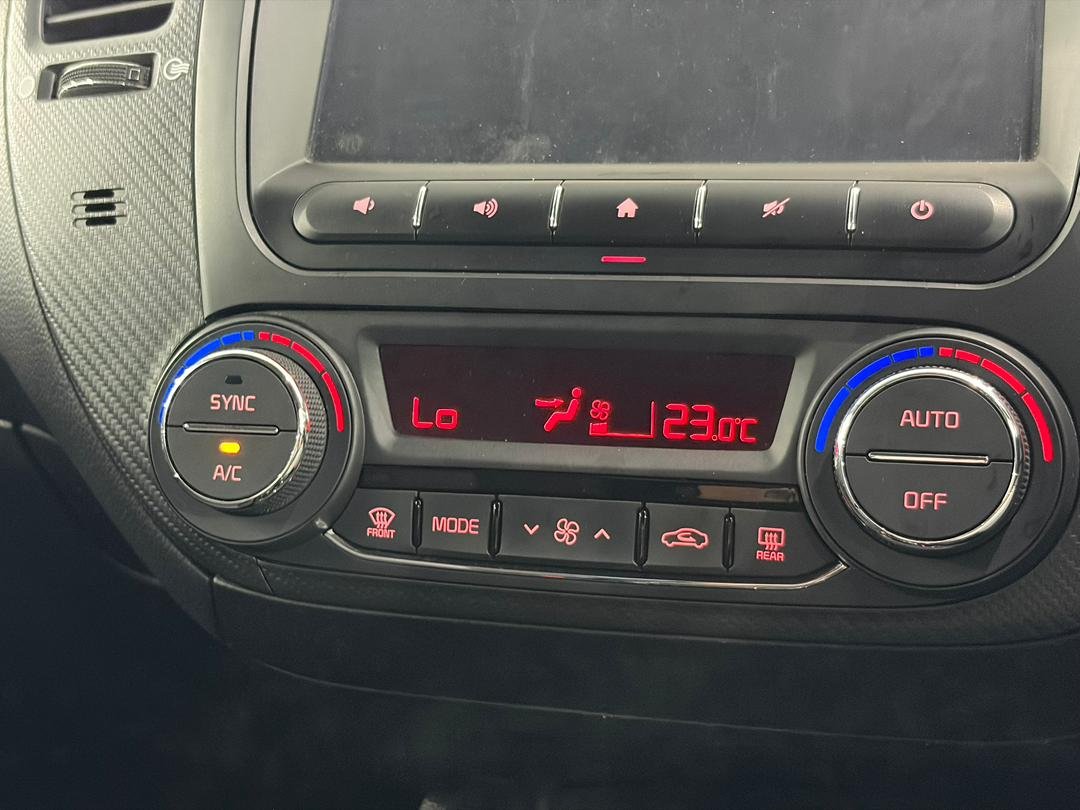 SYNC
A/C
Lo
23.0°C
AUTO
OFF
FRONT
MODE
REAR